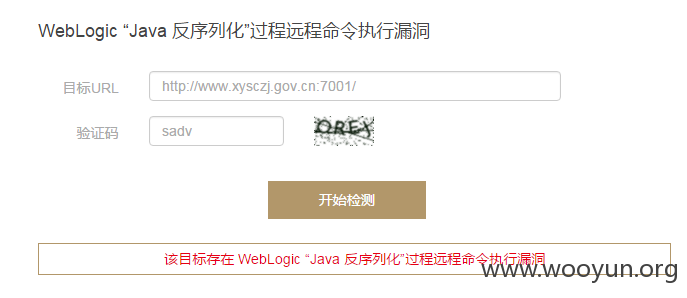 WebLogic “Java 反序列化”过程远程命令执行漏洞
目标URL http://www.xysczj.gov.cn:7001/
验证码 sadv OREY
开始检测
该目标存在 WebLogic “Java 反序列化”过程远程命令执行漏洞
www.wooyun.org